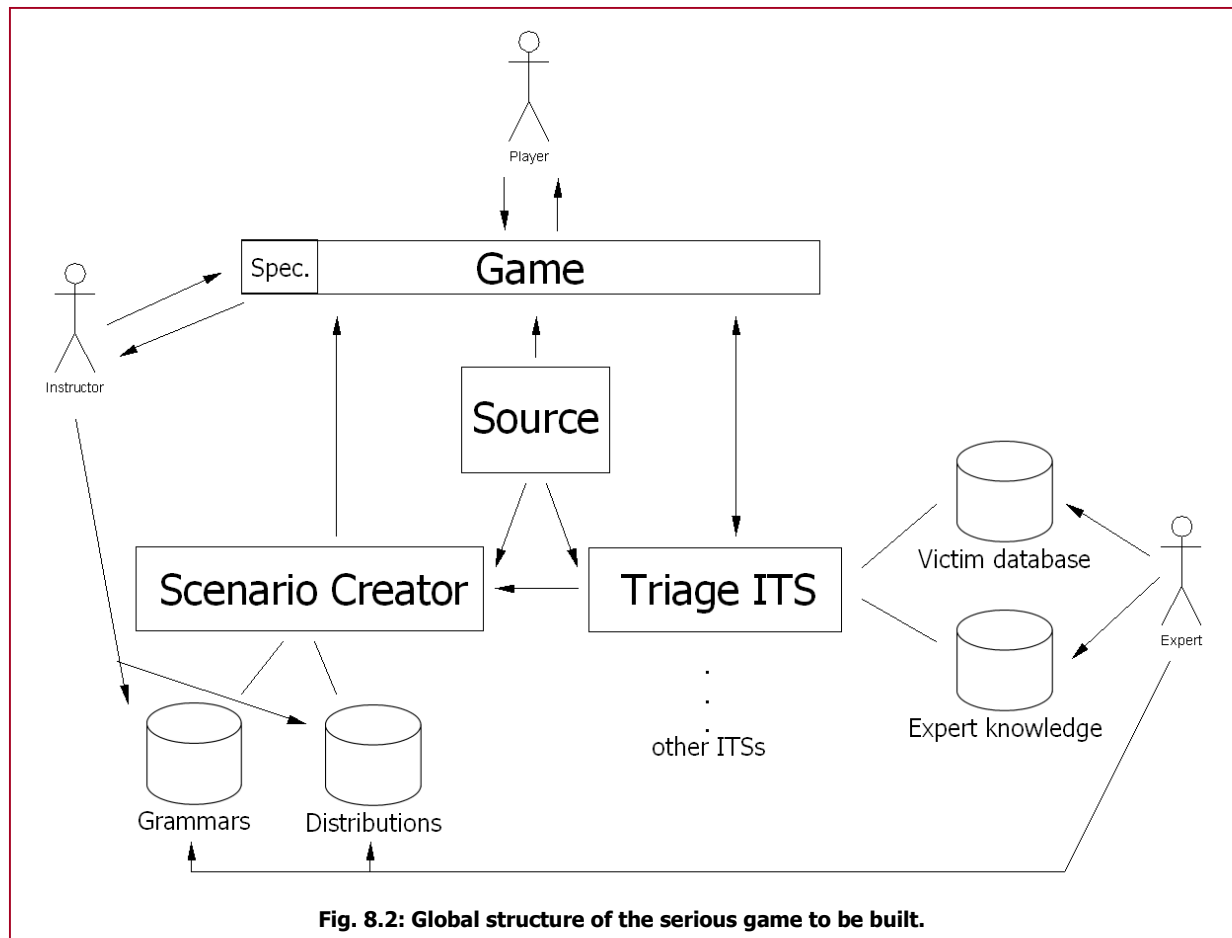 Player
Spec.
Game
Instructor
Source
Scenario Creator
Triage ITS
Victim database
Expert
Expert knowledge
other ITSs
Grammars
Distributions
Fig. 8.2: Global structure of the serious game to be built.